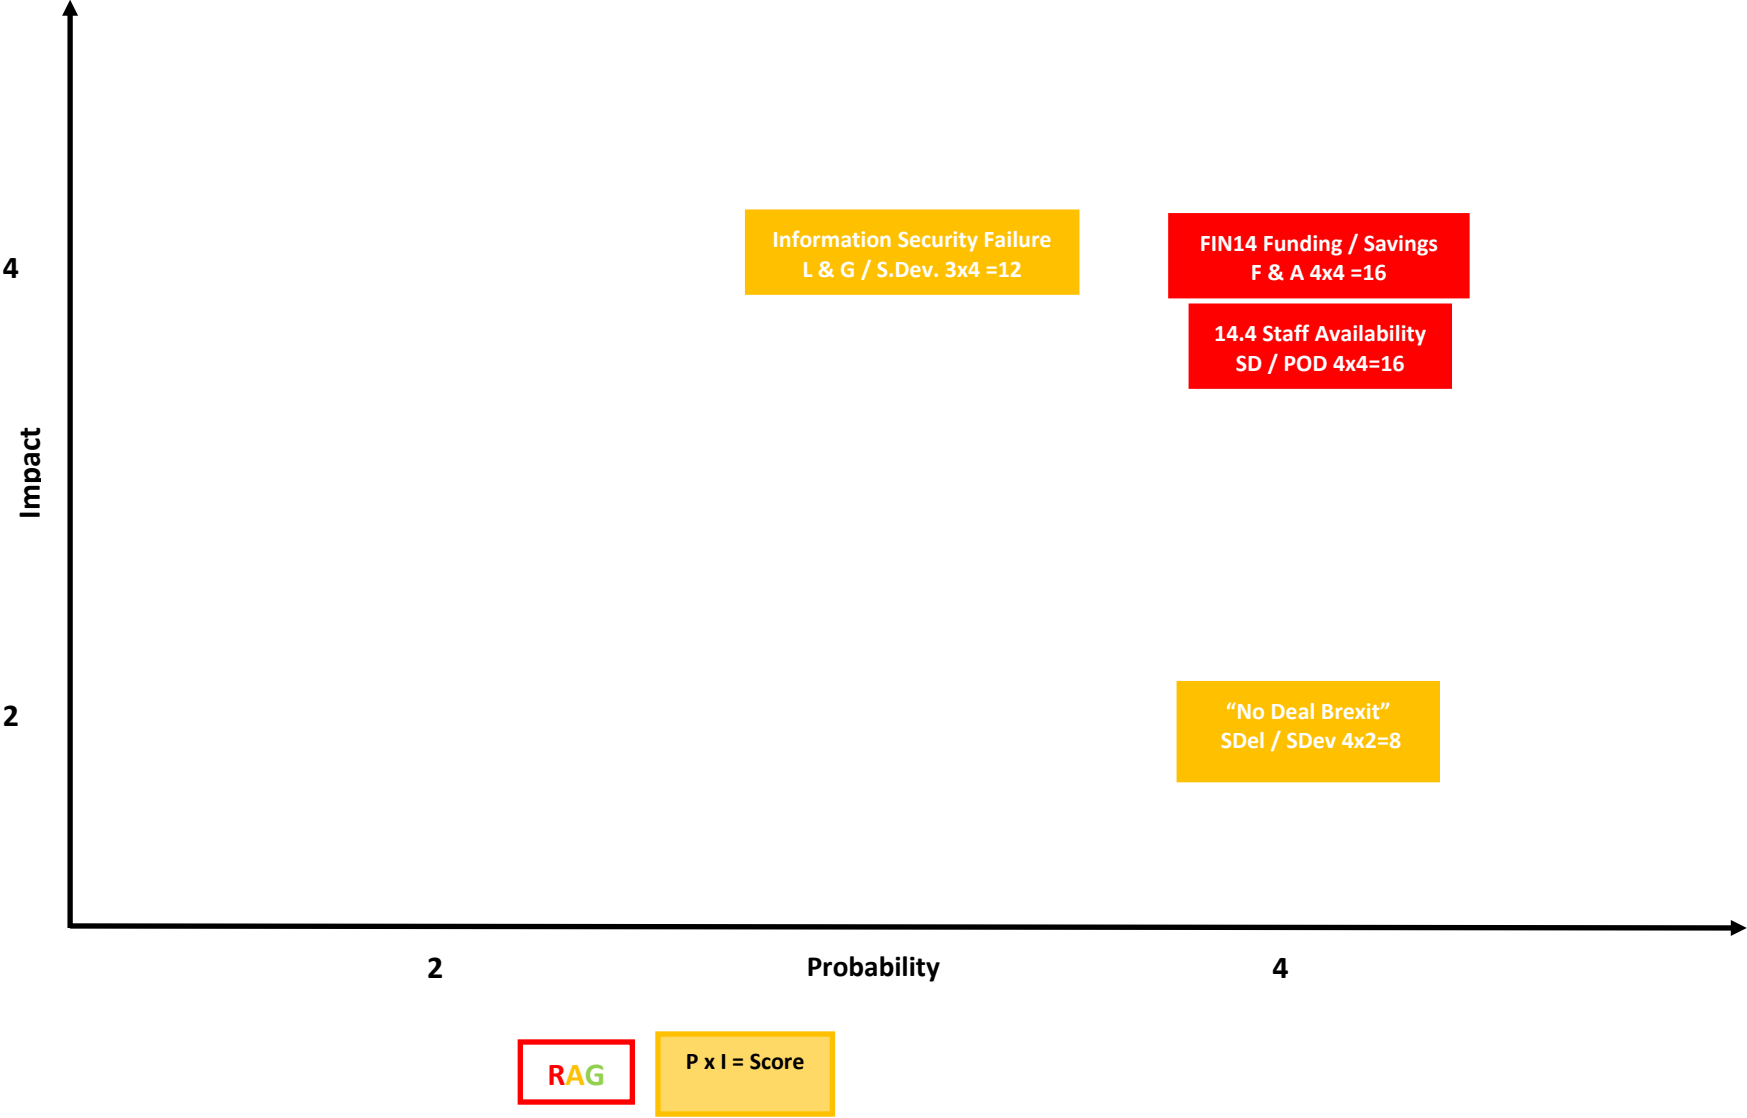 4
Information Security Failure
L & G / S.Dev. 3x4 =12
FIN14 Funding / Savings
F & A 4x4 =16
14.4 Staff Availability
SD / POD 4x4=16
Impact
2
“No Deal Brexit”
SDel / SDev 4x2=8
2
Probability
4
RAG
P x I = Score